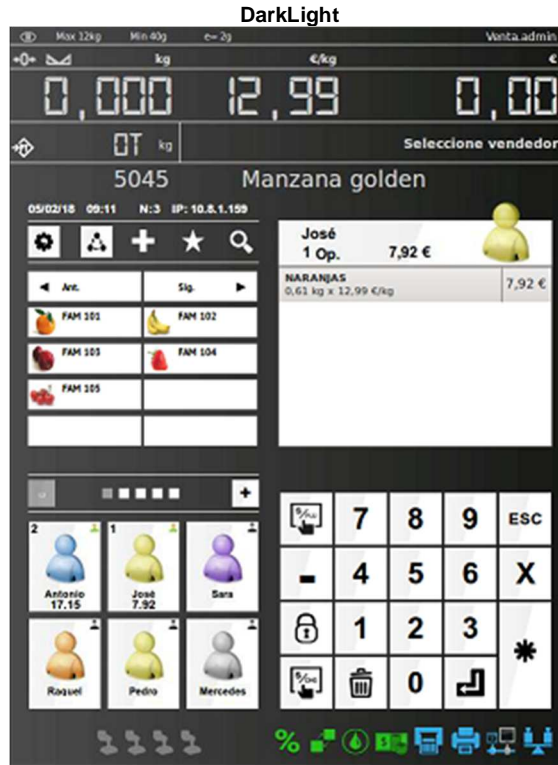 DarkLight
Max 12kg Min 40g e= 2g Venta.admin
+0+ kg €/kg €
0,000 12,99 0,00
0T kg Seleccione vendedor
5045 Manzana golden
05/02/18 09:11 N:3 IP: 10.8.1.159
José
1 Op. 7,92 €
NARANJAS
0,61 kg x 12,99 €/kg 7,92 €
Ant. Sig.
FAM 101 FAM 102
FAM 103 FAM 104
FAM 105
+
2 1
Antonio José Sara
17.15 7.92
Raquel Pedro Mercedes
7 8 9 ESC
- 4 5 6 X
1 2 3
0 *
%